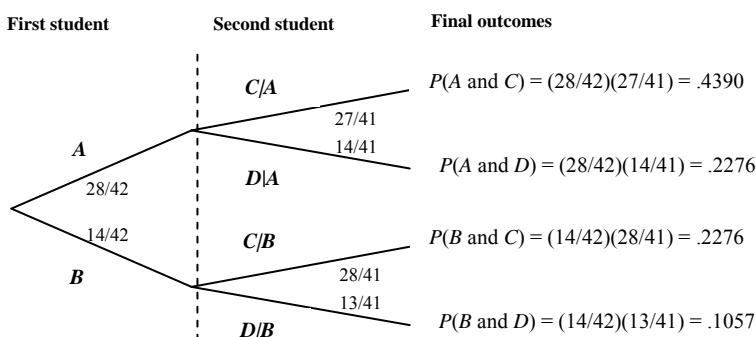 First student Second student Final outcomes
C|A P(A and C) = (28/42)(27/41) = .4390
27/41
A 14/41
28/42 D|A P(A and D) = (28/42)(14/41) = .2276
14/42 C|B P(B and C) = (14/42)(28/41) = .2276
B 28/41
13/41
D|B P(B and D) = (14/42)(13/41) = .1057